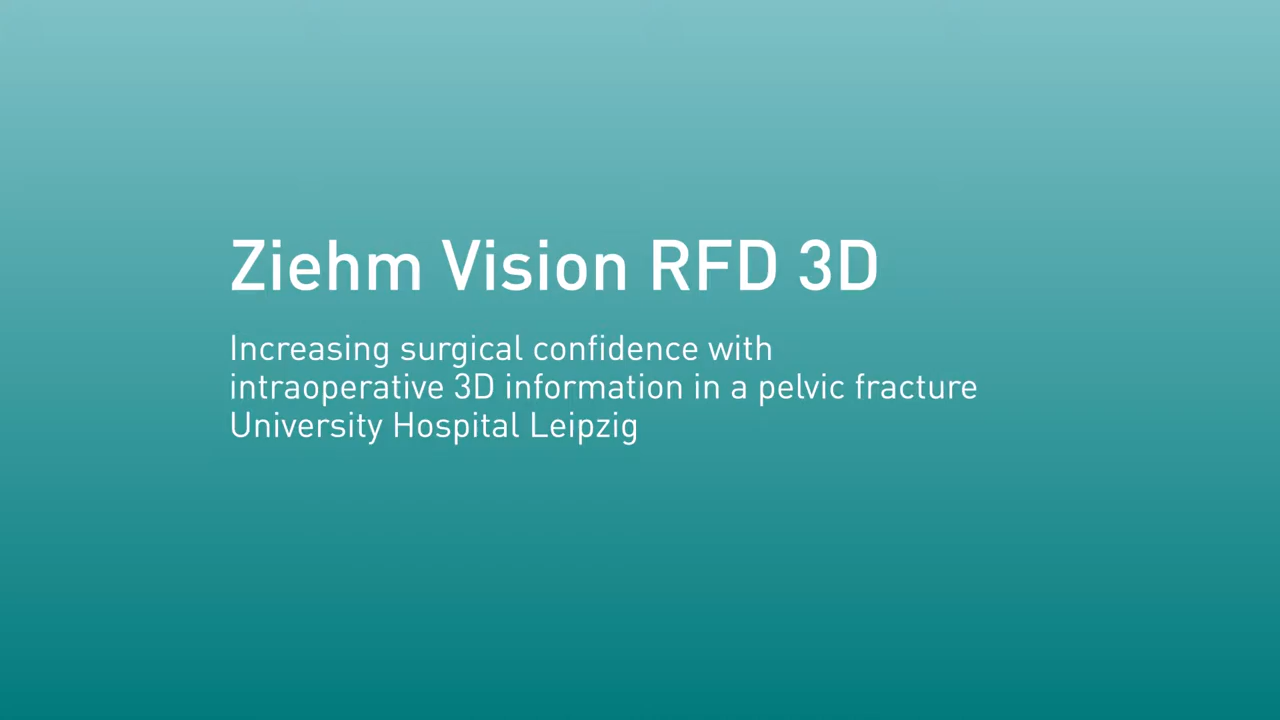 Ziehm Vision RFD 3D
Increasing surgical confidence with
intraoperative 3D information in a pelvic fracture
University Hospital Leipzig